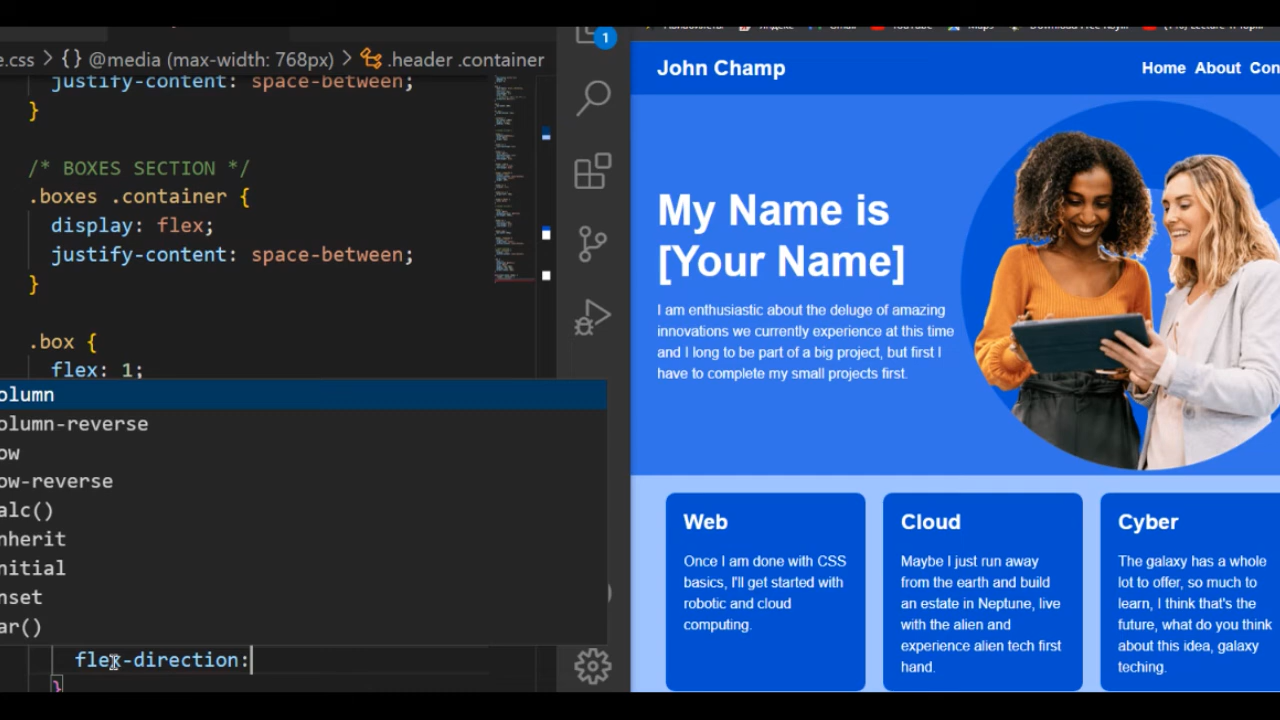 e.css > {} @media (max-width: 768px) > .header .container
justify-content: space-between;
}
/* BOXES SECTION */
.boxes .container {
display: flex;
justify-content: space-between;
}
.box {
flex: 1;
olumn
olumn-reverse
ow
ow-reverse
alc()
nherit
nitial
nset
ar()
flex-direction:
}
1
YouTube
John Champ
Home About Con
My Name is
[Your Name]
I am enthusiastic about the deluge of amazing
innovations we currently experience at this time
and I long to be part of a big project, but first I
have to complete my small projects first.
Web
Once I am done with CSS
basics, I'll get started with
robotic and cloud
computing.
Cloud
Maybe I just run away
from the earth and build
an estate in Neptune, live
with the alien and
experience alien tech first
hand.
Cyber
The galaxy has a whole
lot to offer, so much to
learn, I think that's the
future, what do you think
about this idea, galaxy
teching.